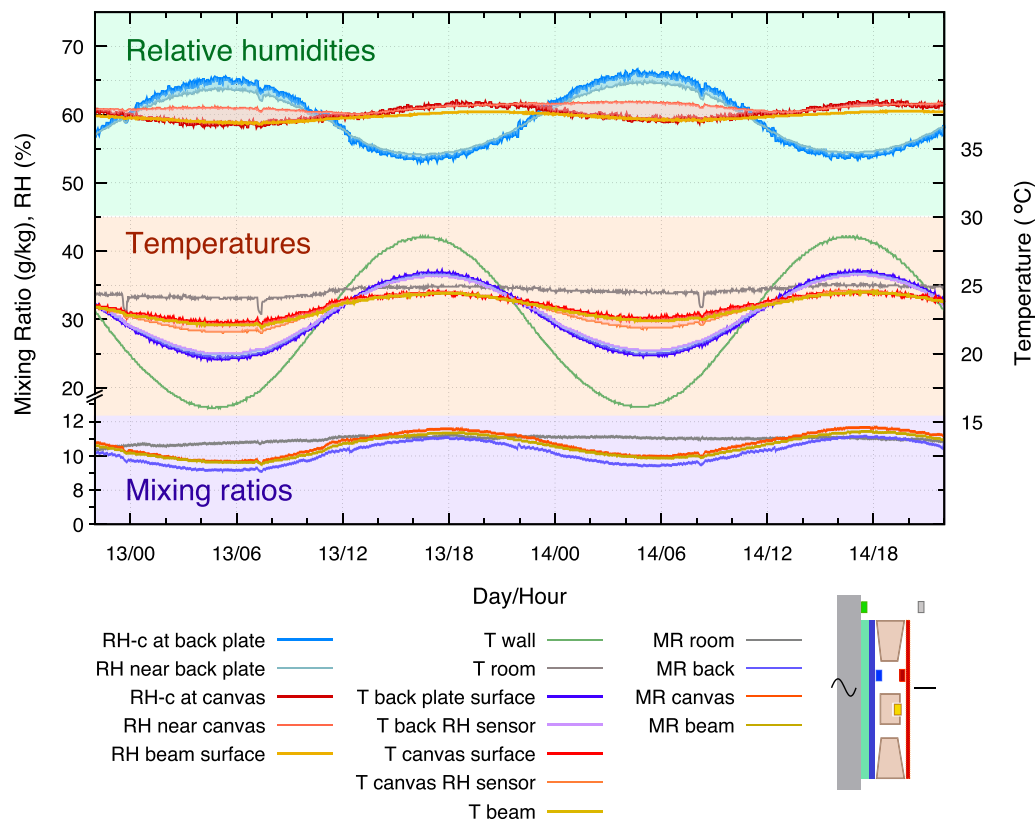 Relative humidities
Temperatures
Mixing ratios
Mixing Ratio (g/kg), RH (%)
70
60
50
40
30
20
12
10
8
0
Temperature ( °C)
35
30
25
20
15
13/00 13/06 13/12 13/18 14/00 14/06 14/12 14/18
Day/Hour
RH-c at back plate
RH near back plate
RH-c at canvas
RH near canvas
RH beam surface
T wall
T room
T back plate surface
T back RH sensor
T canvas surface
T canvas RH sensor
T beam
MR room
MR back
MR canvas
MR beam